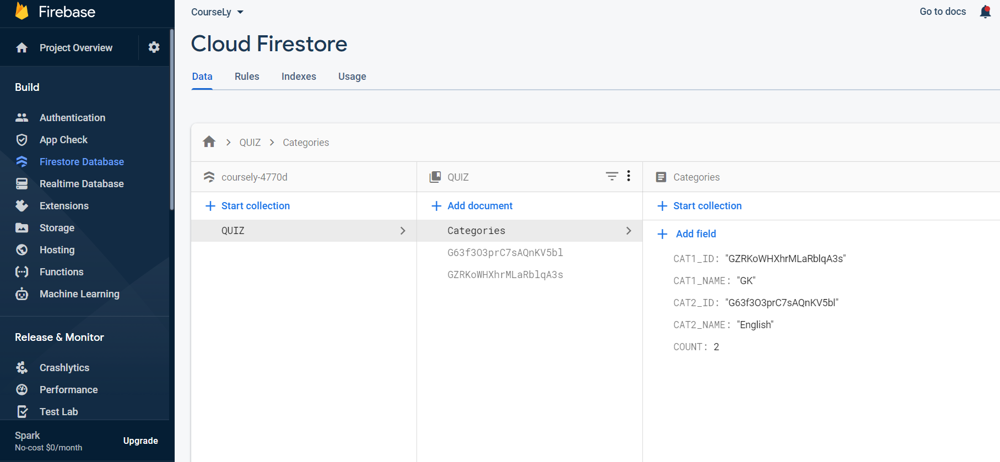 Firebase
Project Overview
Build
Authentication
App Check
Firestore Database
Realtime Database
Extensions
Storage
Hosting
Functions
Machine Learning
Release & Monitor
Crashlytics
Performance
Test Lab
Spark
No-cost $0/month
Upgrade
CourseLy
Go to docs
Cloud Firestore
Data Rules Indexes Usage
QUIZ Categories
coursely-4770d
Start collection
QUIZ
QUIZ
Add document
Categories
G63f3O3prC7sAQnKV5bl
GZRKoWHXhrMLaRblqA3s
Categories
Start collection
Add field
CAT1_ID: "GZRKoWHXhrMLaRblqA3s"
CAT1_NAME: "GK"
CAT2_ID: "G63f3O3prC7sAQnKV5bl"
CAT2_NAME: "English"
COUNT: 2